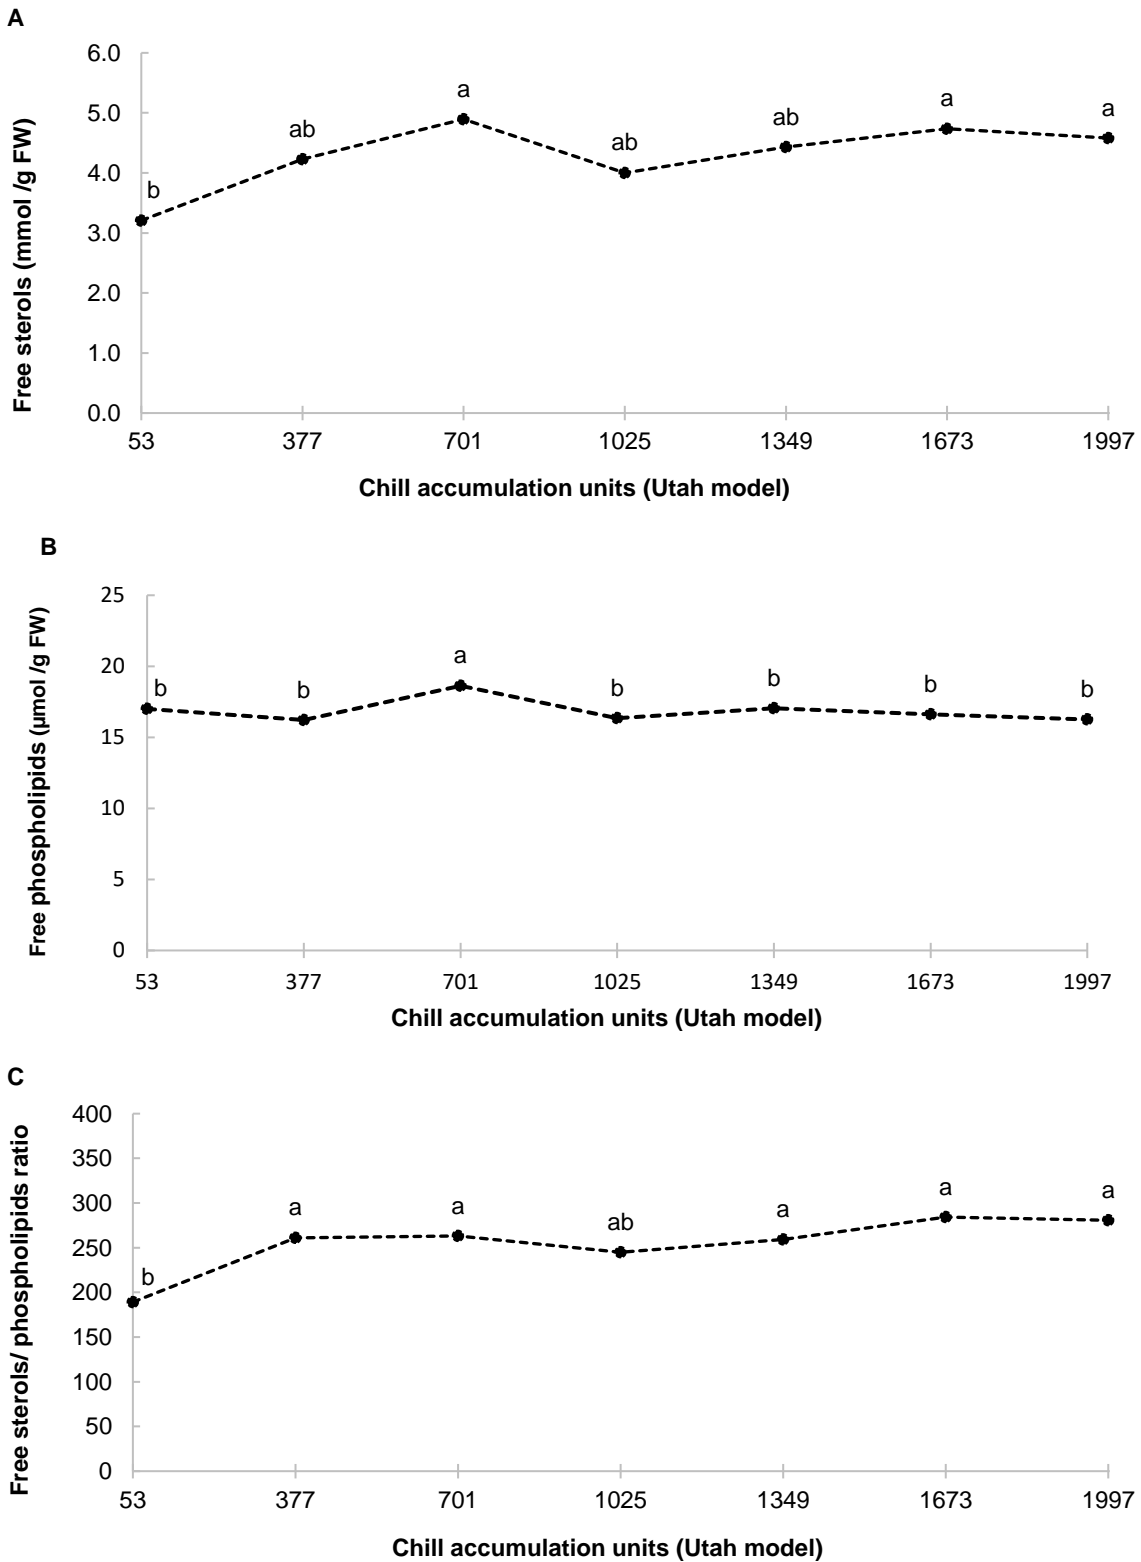 A
Free sterols (mmol /g FW)
6.0
5.0
4.0
3.0
2.0
1.0
0.0
b
ab
a
ab
ab
a
a
53 377 701 1025 1349 1673 1997
Chill accumulation units (Utah model)
B
Free phospholipids (µmol /g FW)
25
20
15
10
5
0
b
b
a
b
b
b
b
53 377 701 1025 1349 1673 1997
Chill accumulation units (Utah model)
C
Free sterols/ phospholipids ratio
400
350
300
250
200
150
100
50
0
b
a
a
ab
a
a
a
53 377 701 1025 1349 1673 1997
Chill accumulation units (Utah model)